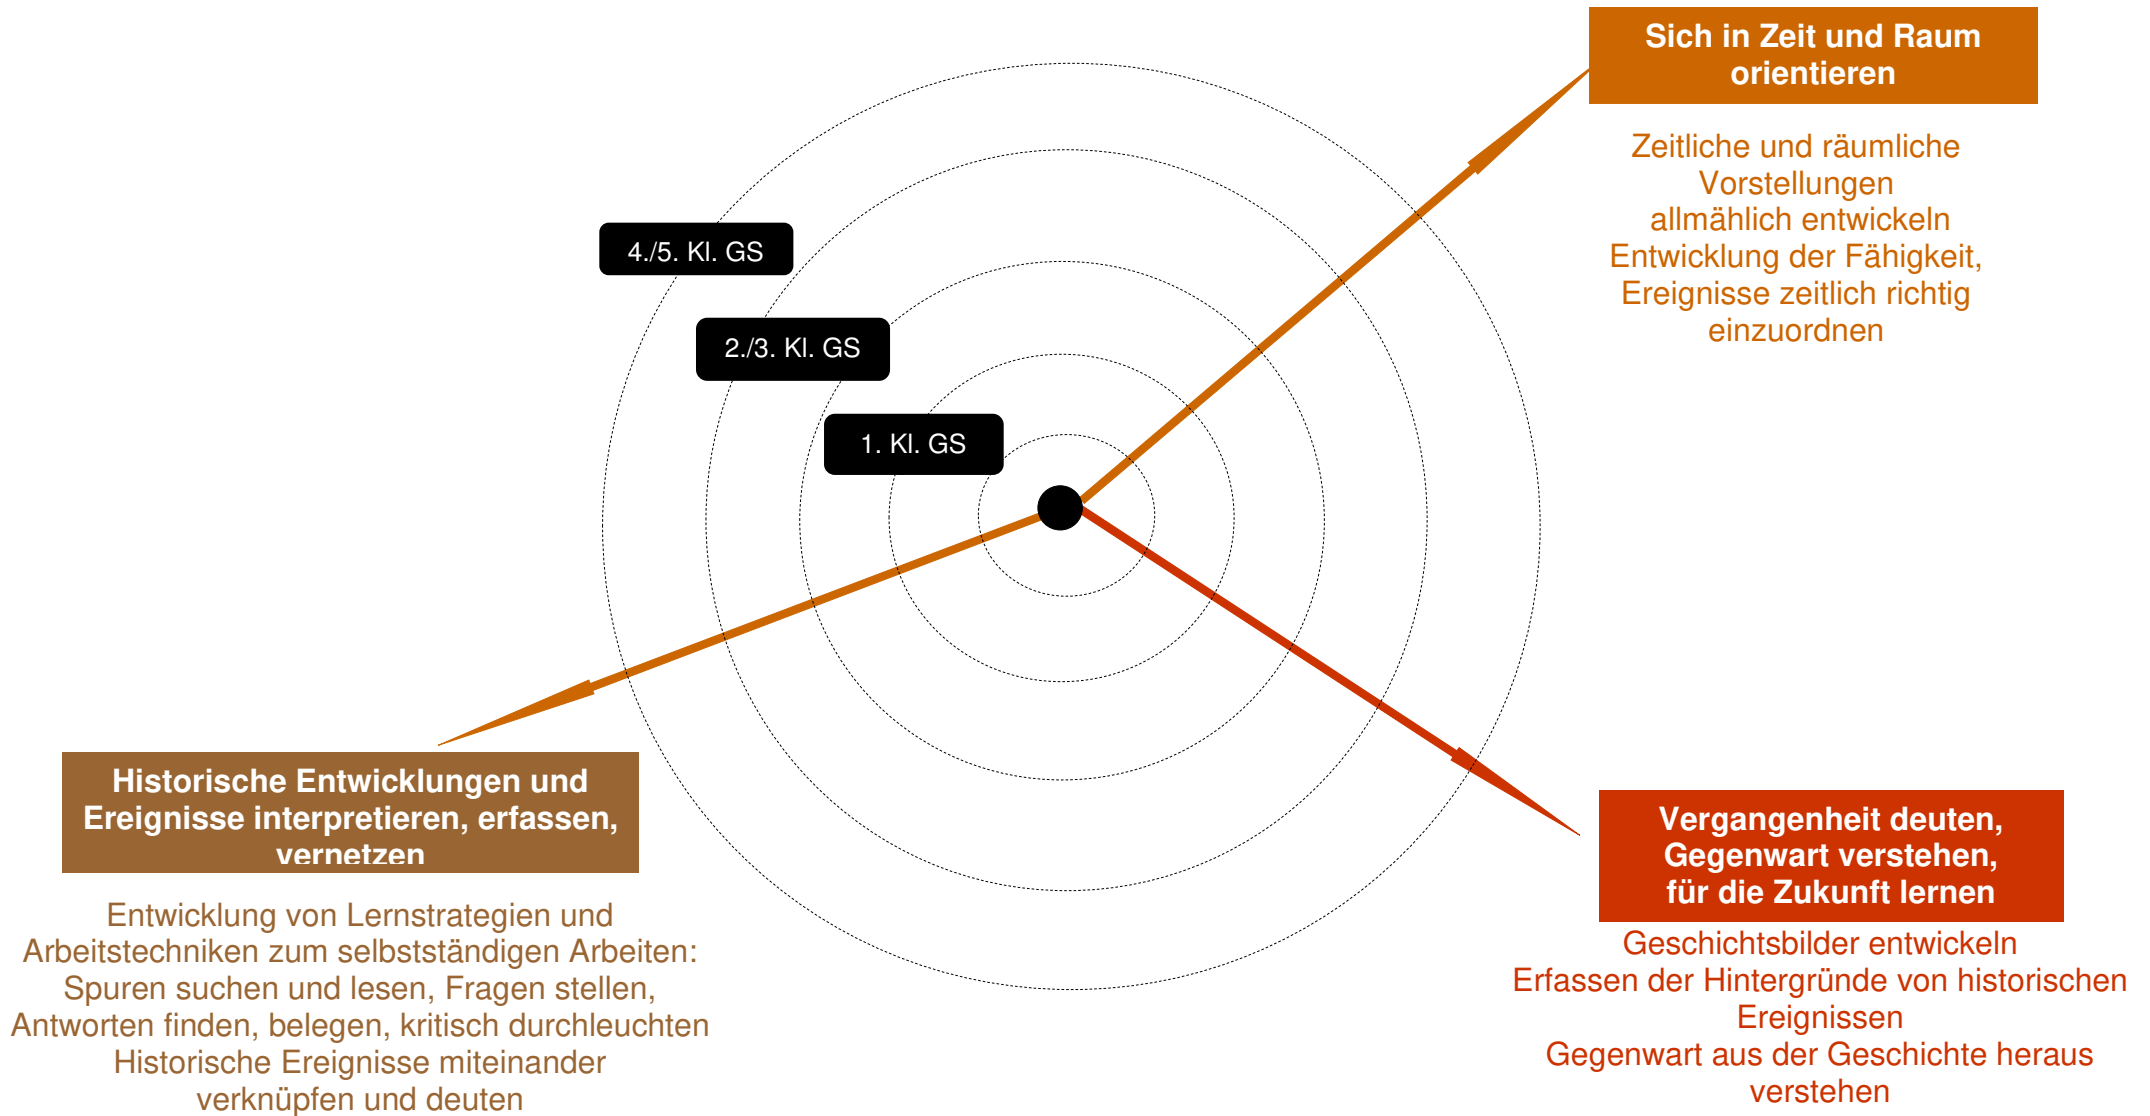 Sich in Zeit und Raum
orientieren
Zeitliche und räumliche
Vorstellungen
allmählich entwickeln
Entwicklung der Fähigkeit,
Ereignisse zeitlich richtig
einzuordnen
4./5. Kl. GS
2./3. Kl. GS
1. Kl. GS
Historische Entwicklungen und
Ereignisse interpretieren, erfassen,
vernetzen
Entwicklung von Lernstrategien und
Arbeitstechniken zum selbstständigen Arbeiten:
Spuren suchen und lesen, Fragen stellen,
Antworten finden, belegen, kritisch durchleuchten
Historische Ereignisse miteinander
verknüpfen und deuten
Vergangenheit deuten,
Gegenwart verstehen,
für die Zukunft lernen
Geschichtsbilder entwickeln
Erfassen der Hintergründe von historischen
Ereignissen
Gegenwart aus der Geschichte heraus
verstehen